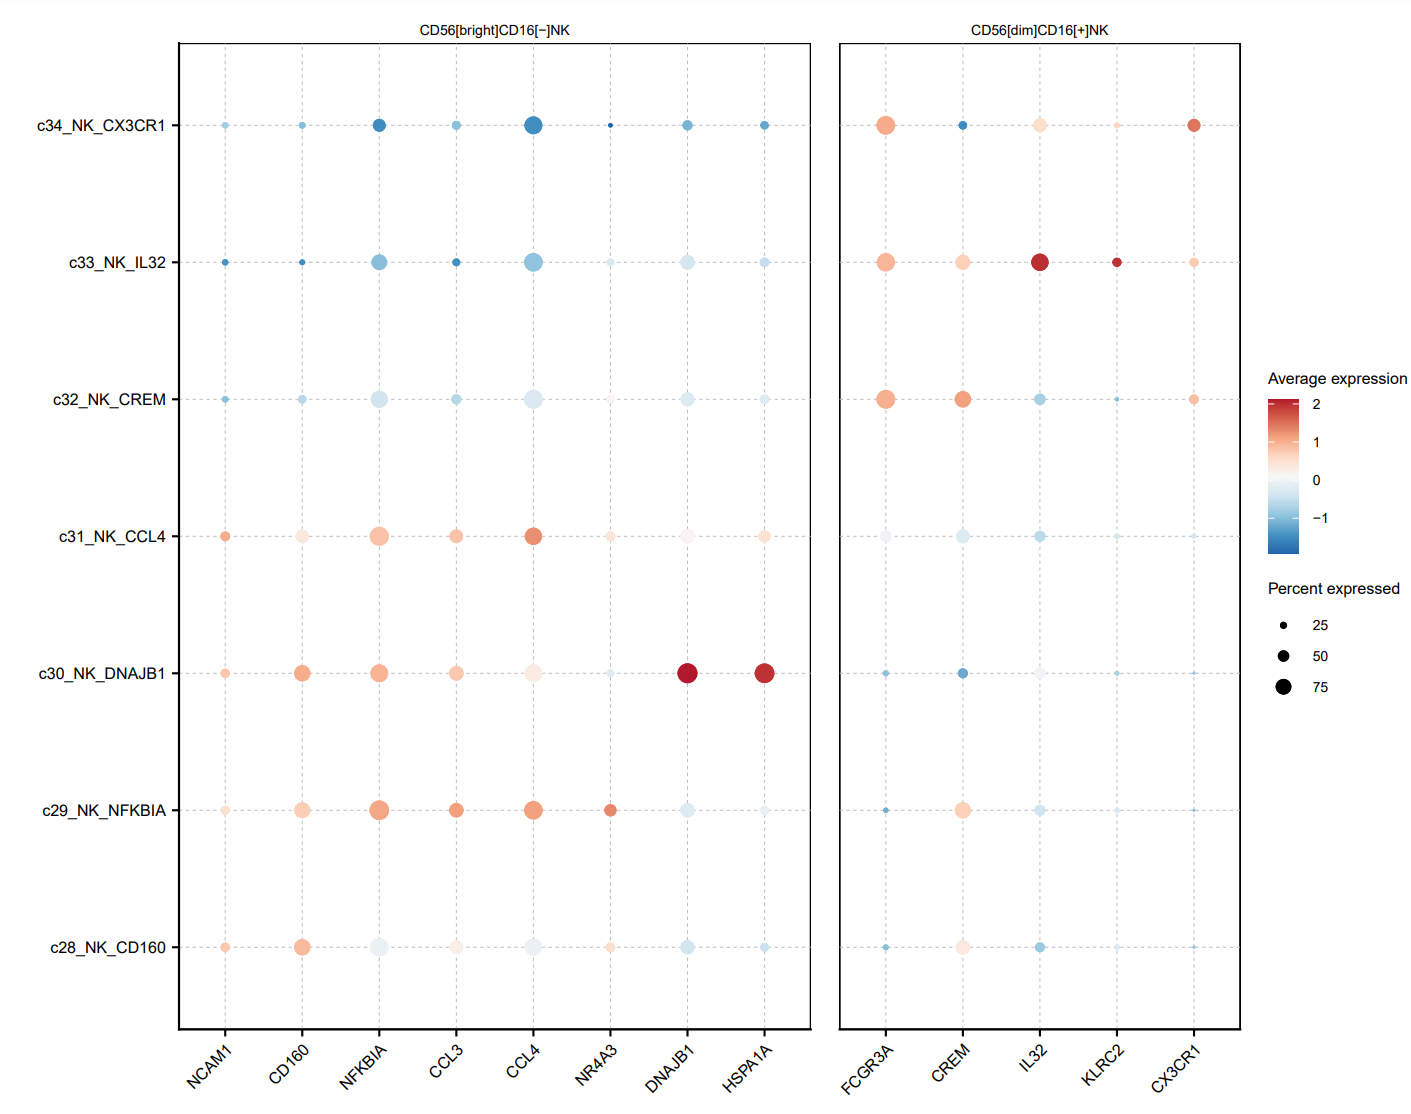 CD56[bright]CD16[−]NK
CD56[dim]CD16[+]NK
c34_NK_CX3CR1
c33_NK_IL32
c32_NK_CREM
c31_NK_CCL4
c30_NK_DNAJB1
c29_NK_NFKBIA
c28_NK_CD160
NCAM1
CD160
NFKBIA
CCL3
CCL4
NR4A3
DNAJB1
HSPA1A
FCGR3A
CREM
IL32
KLRC2
CX3CR1
Average expression
2
1
0
−1
Percent expressed
25
50
75